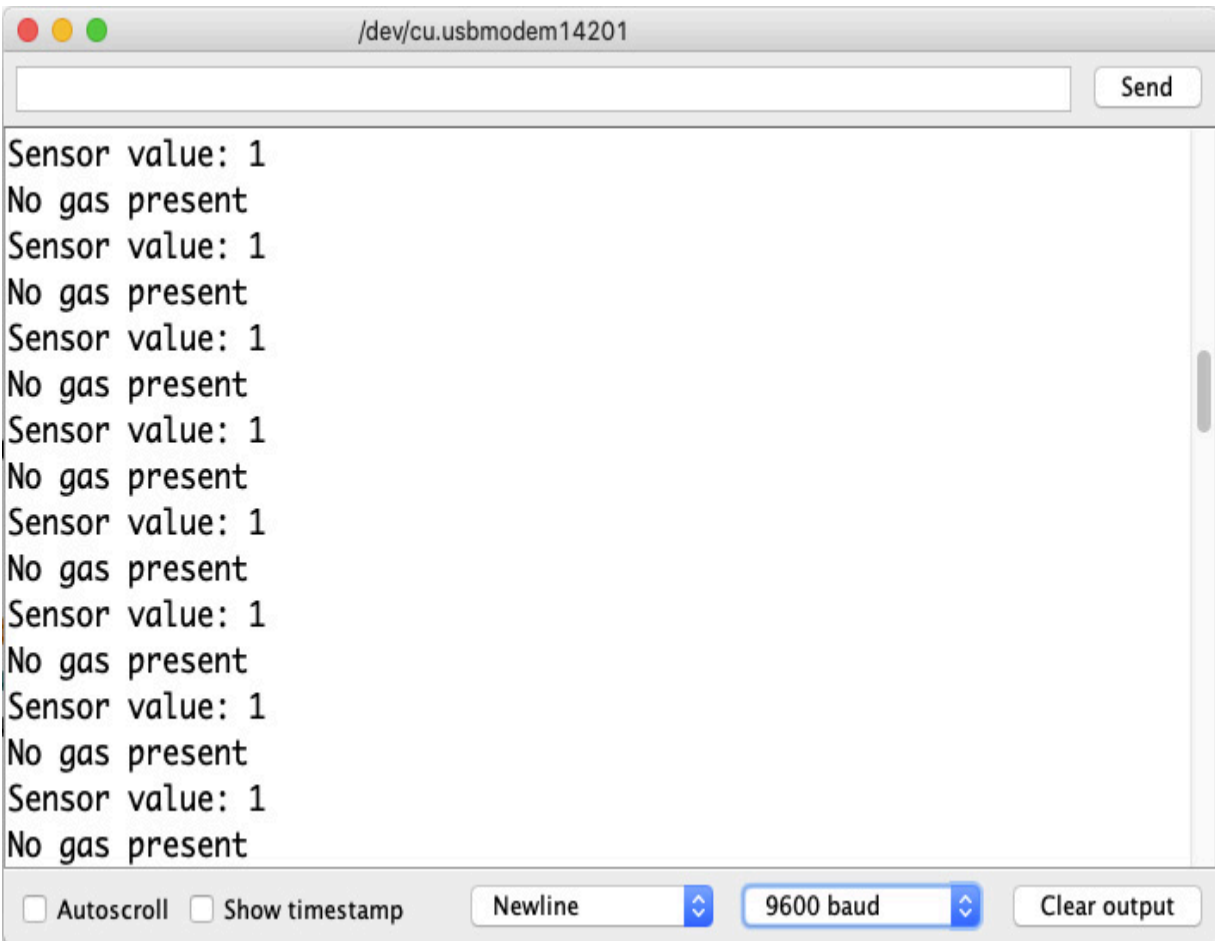 /dev/cu.usbmodem14201
Send
Sensor value: 1
No gas present
Sensor value: 1
No gas present
Sensor value: 1
No gas present
Sensor value: 1
No gas present
Sensor value: 1
No gas present
Sensor value: 1
No gas present
Sensor value: 1
No gas present
Sensor value: 1
No gas present
Autoscroll Show timestamp Newline 9600 baud Clear output